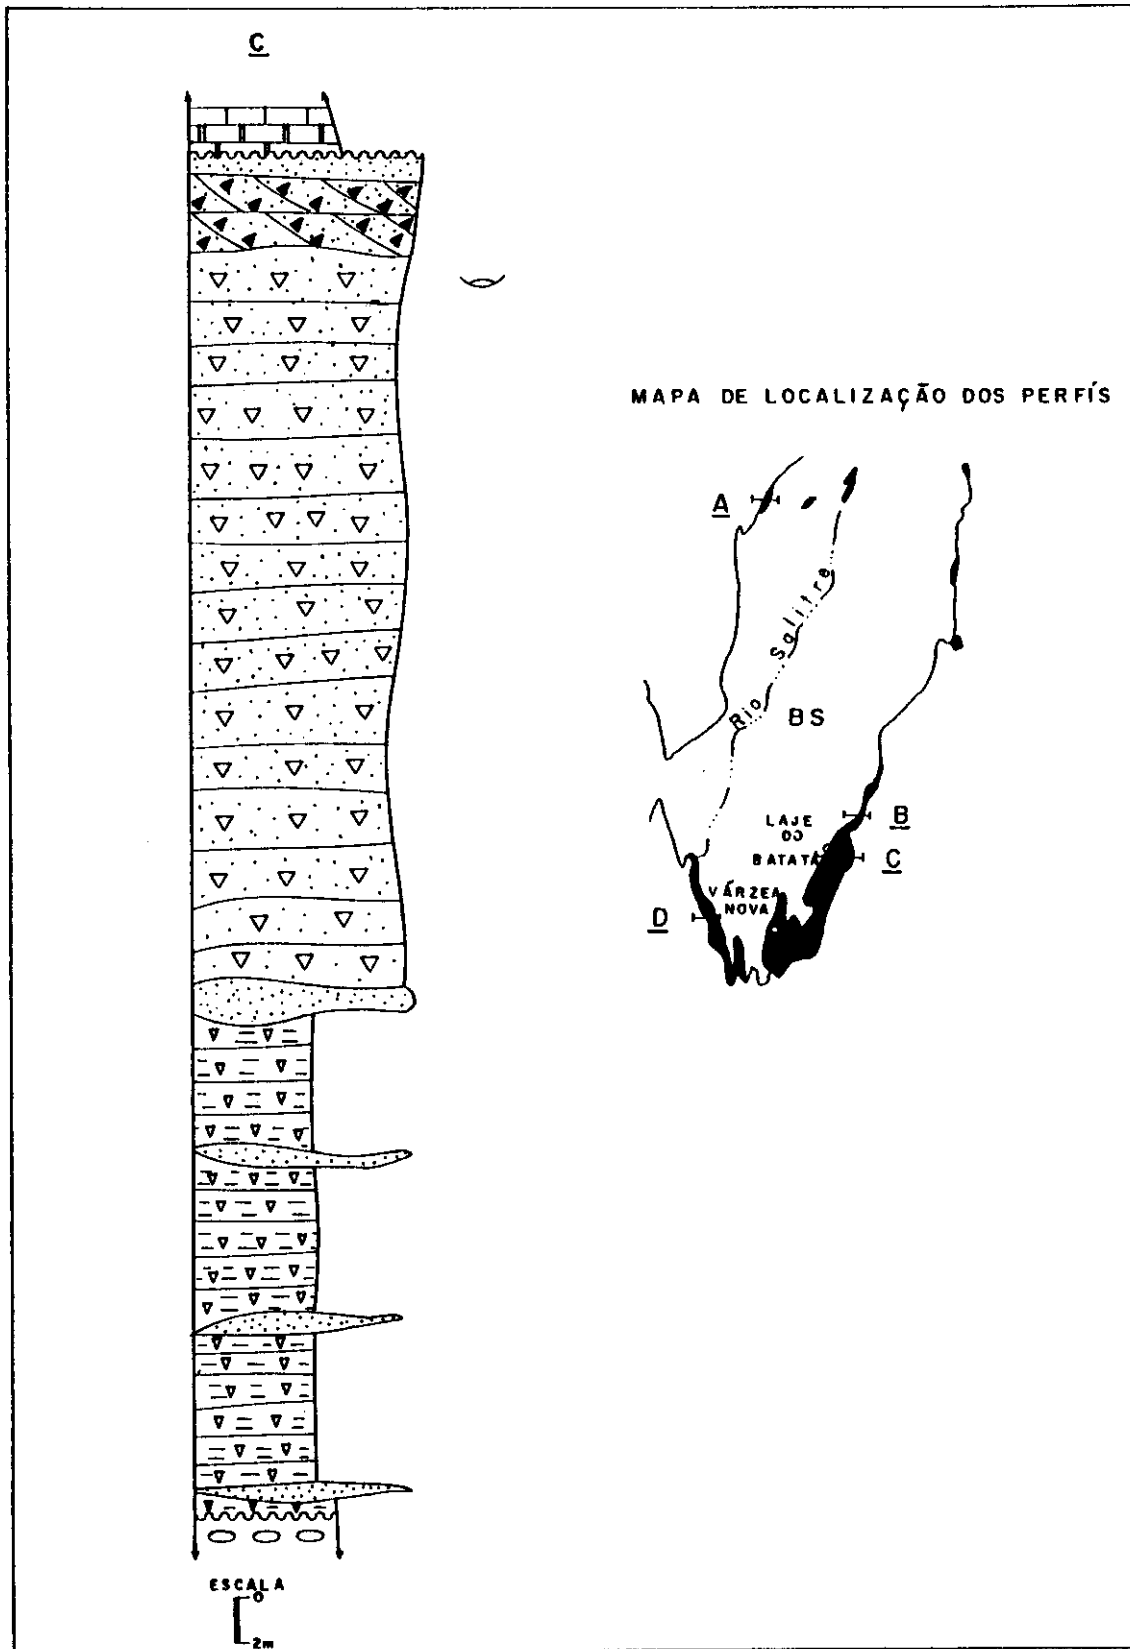 C
MAPA DE LOCALIZAÇÃO DOS PERFÍS
A
Rio Salitre
BS
B
LAJE
DO
BATATA
C
VÁRZEA
NOVA
D
ESCALA
0
2m